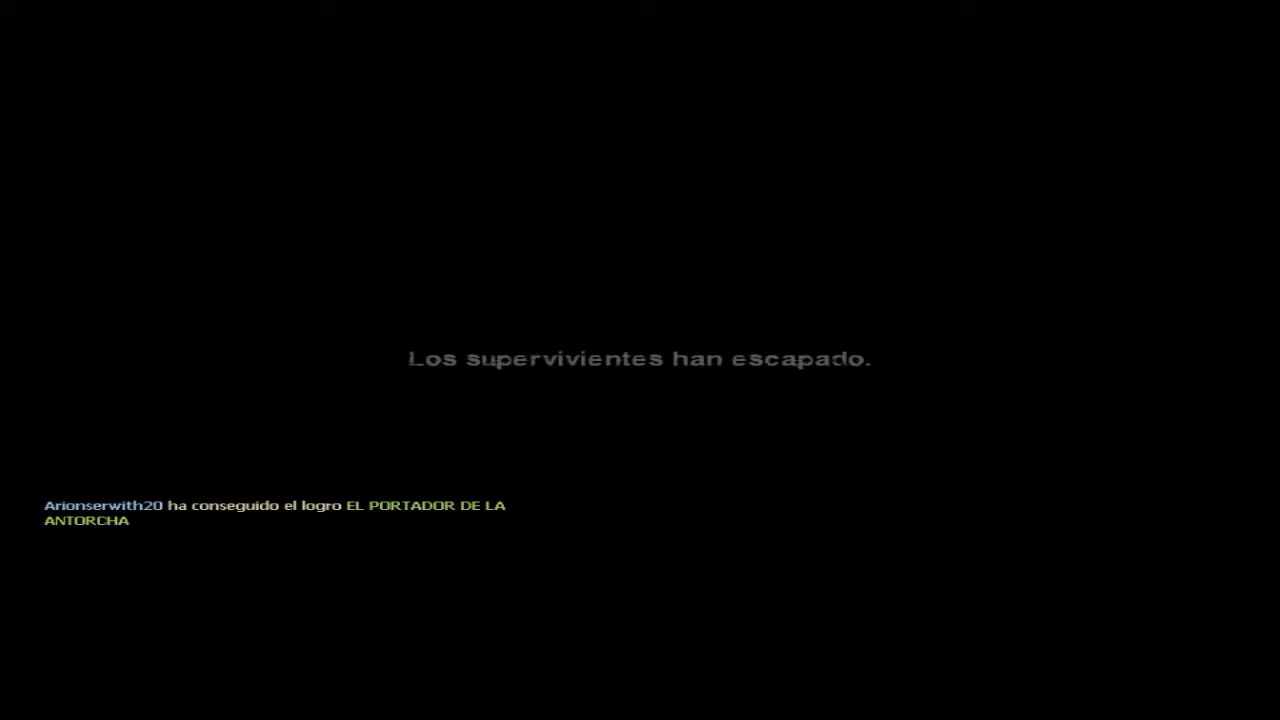 Los supervivientes han escapado.
Arionserwith20 ha conseguido el logro EL PORTADOR DE LA
ANTORCHA